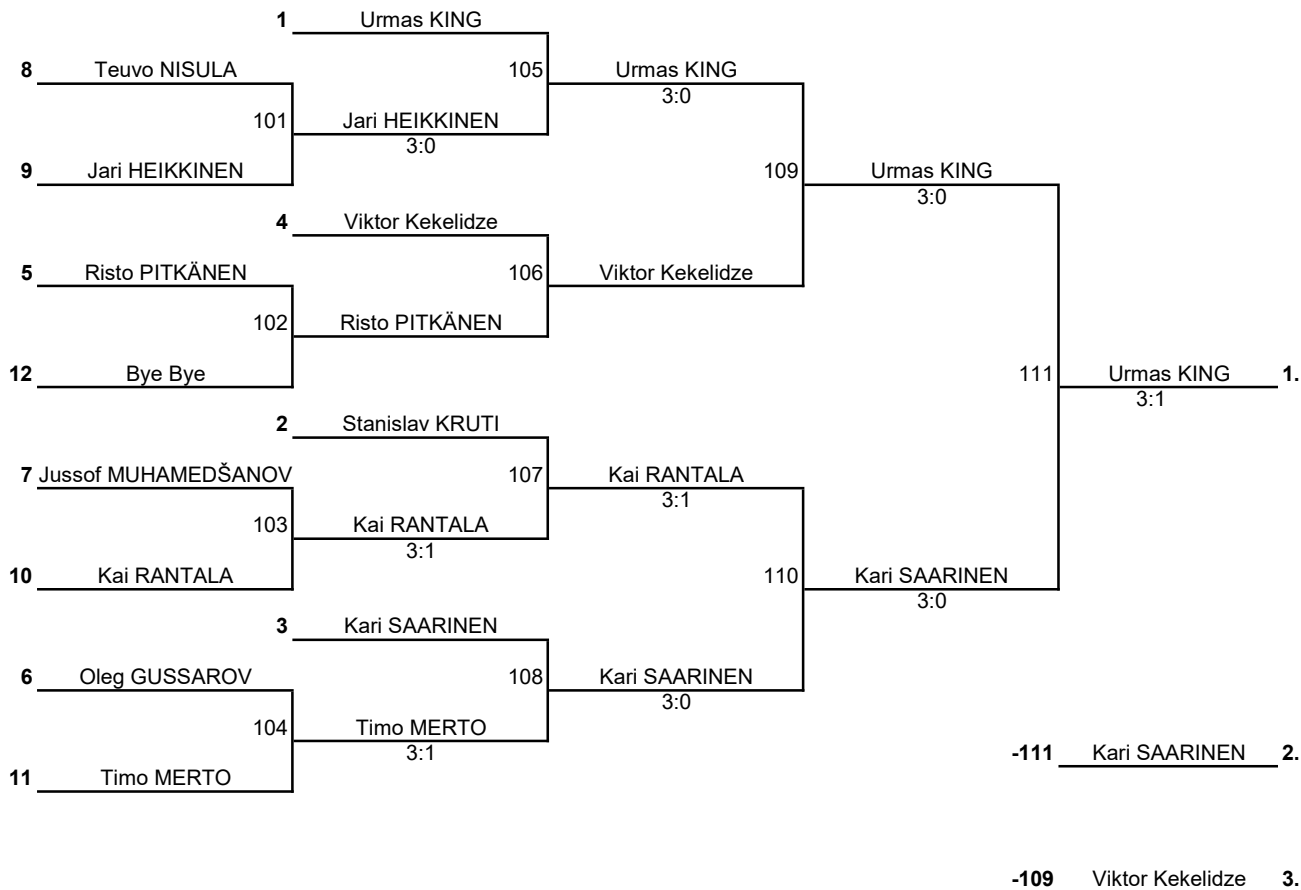 1 Urmas KING
8 Teuvo NISULA 105 Urmas KING
3:0
101 Jari HEIKKINEN
3:0
9 Jari HEIKKINEN 109 Urmas KING
3:0
4 Viktor Kekelidze
5 Risto PITKÄNEN 106 Viktor Kekelidze
102 Risto PITKÄNEN
12 Bye Bye 111 Urmas KING 1.
3:1
2 Stanislav KRUTI
7 Jussof MUHAMEDŠANOV 107 Kai RANTALA
3:1
103 Kai RANTALA
3:1
10 Kai RANTALA 110 Kari SAARINEN
3:0
3 Kari SAARINEN
6 Oleg GUSSAROV 108 Kari SAARINEN
3:0
104 Timo MERTO
3:1
-111 Kari SAARINEN 2.
11 Timo MERTO
-109 Viktor Kekelidze 3.